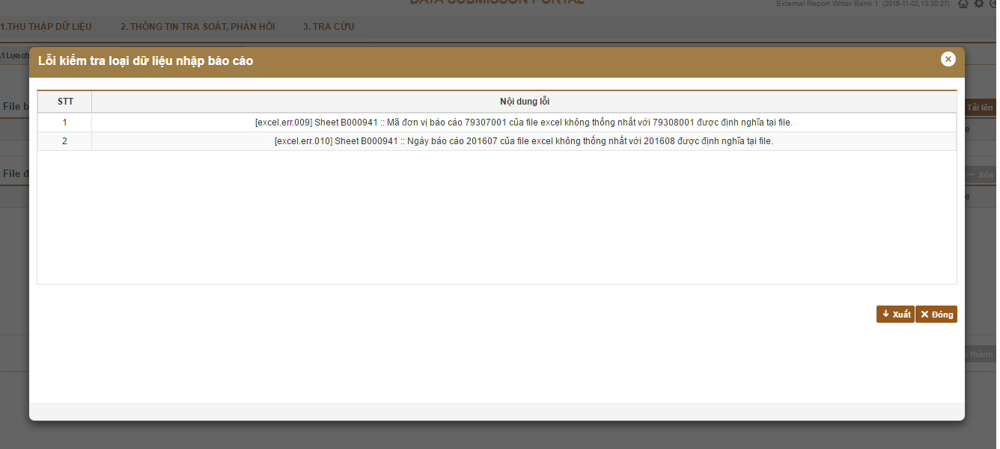 DATA SUBMISSON PORTAL
External Report Writer Bank 1 (2016-11-02,13:30:27)
1.THU THẬP DỮ LIỆU 2. THÔNG TIN TRA SOÁT, PHẢN HỒI 3. TRA CỨU
.1 Lựa ch
Lỗi kiểm tra loại dữ liệu nhập báo cáo
File b
Tải lên
STT Nội dung lỗi
1 [excel.err.009] Sheet B000941 :: Mã đơn vị báo cáo 79307001 của file excel không thống nhất với 79308001 được định nghĩa tại file.
2 [excel.err.010] Sheet B000941 :: Ngày báo cáo 201607 của file excel không thống nhất với 201608 được định nghĩa tại file.
e
File đ
Xóa
e
Xuất Đóng
thành